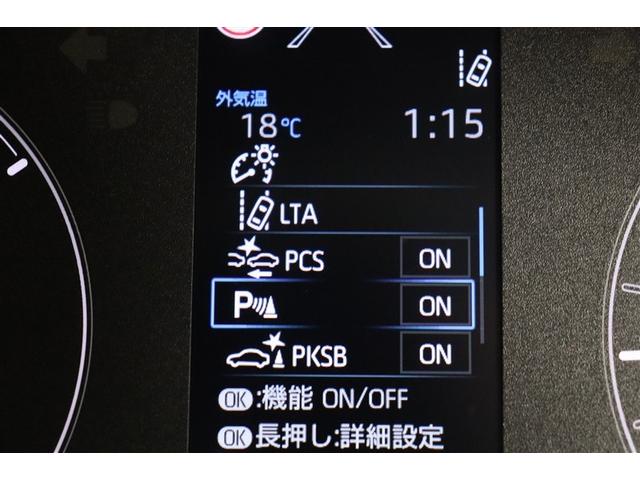 外気温
18℃ 1:15
LTA
PCS ON
P ON
PKSB ON
OK:機能 ON/OFF
OK長押し:詳細設定